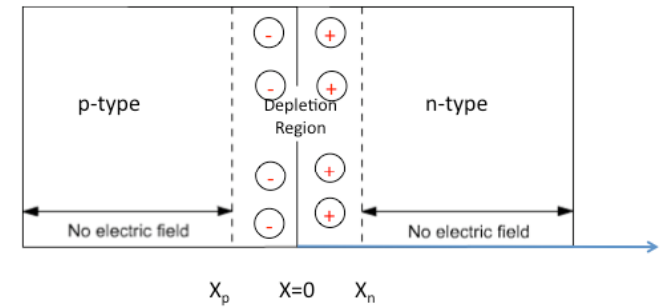 - +
- +
p-type
Depletion
Region
n-type
- +
- +
No electric field
No electric field
Xp X=0 Xn